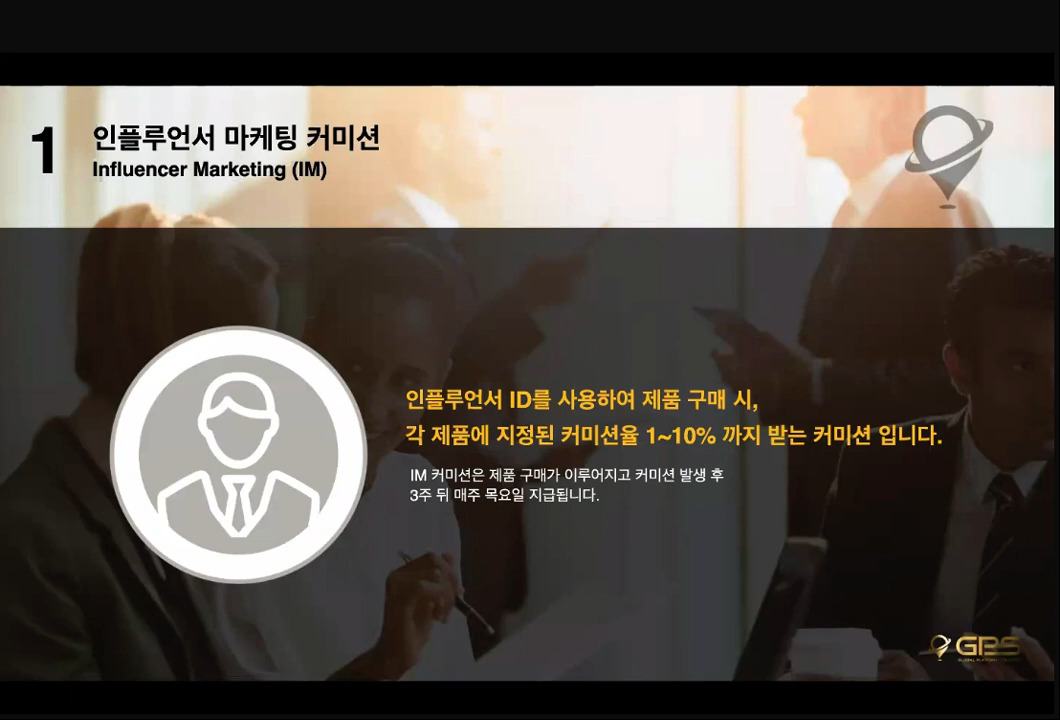 1
인플루언서 마케팅 커미션
Influencer Marketing (IM)
인플루언서 ID를 사용하여 제품 구매 시,
각 제품에 지정된 커미션율 1~10% 까지 받는 커미션 입니다.
IM 커미션은 제품 구매가 이루어지고 커미션 발생 후
3주 뒤 매주 목요일 지급됩니다.
GBS